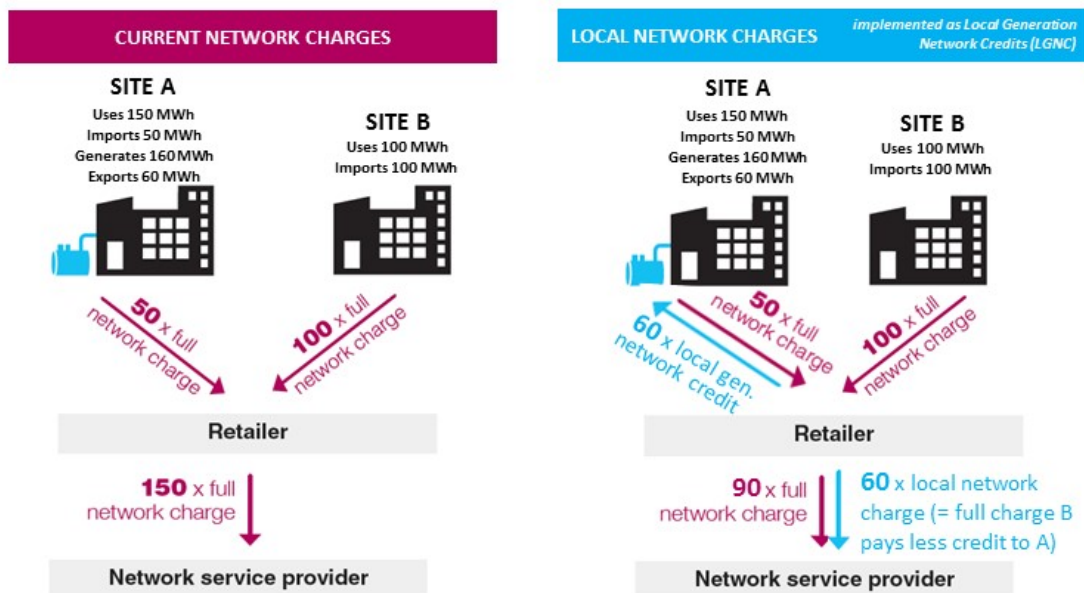 CURRENT NETWORK CHARGES
SITE A
Uses 150 MWh
Imports 50 MWh
Generates 160 MWh
Exports 60 MWh
SITE B
Uses 100 MWh
Imports 100 MWh
50 x full
network charge
100 x full
network charge
Retailer
150 x full
network charge
Network service provider
LOCAL NETWORK CHARGES
implemented as Local Generation
Network Credits (LGNC)
SITE A
Uses 150 MWh
Imports 50 MWh
Generates 160 MWh
Exports 60 MWh
SITE B
Uses 100 MWh
Imports 100 MWh
50 x full
network charge
60 x local gen.
network credit
100 x full
network charge
Retailer
90 x full
network charge
60 x local network
charge (= full charge B
pays less credit to A)
Network service provider